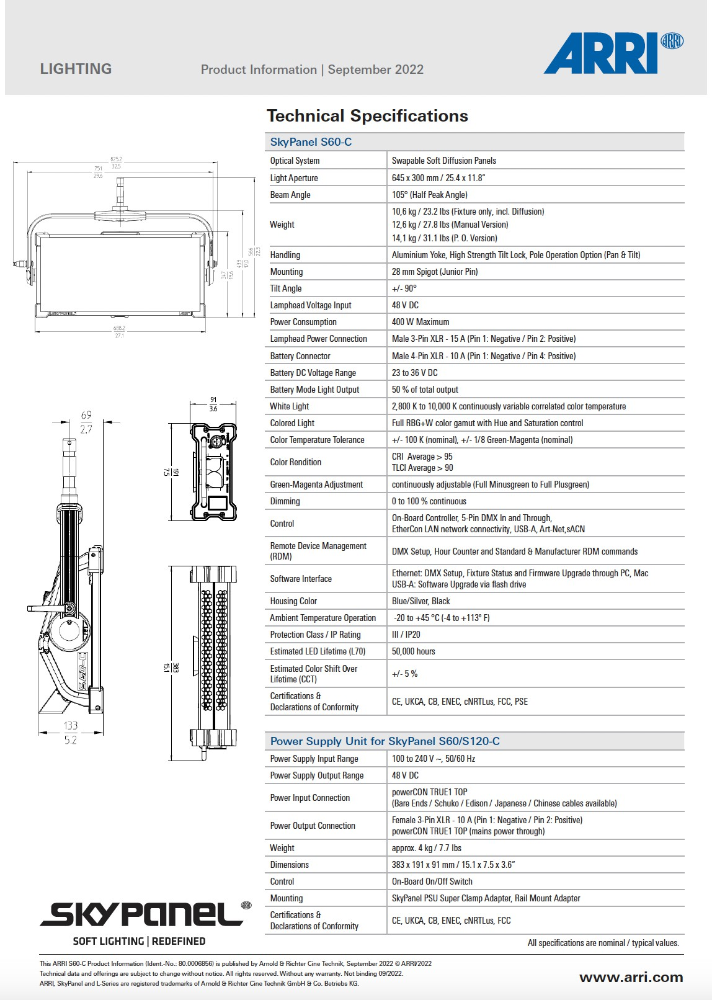 LIGHTING
Product Information | September 2022
ARRI
ARRI
Technical Specifications
SkyPanel S60-C
Optical System
Swapable Soft Diffusion Panels
Light Aperture
645 x 300 mm / 25.4 x 11.8“
Beam Angle
105° (Half Peak Angle)
Weight
10,6 kg / 23.2 lbs (Fixture only, incl. Diffusion)
12,6 kg / 27.8 lbs (Manual Version)
14,1 kg / 31.1 lbs (P. O. Version)
Handling
Aluminium Yoke, High Strength Tilt Lock, Pole Operation Option (Pan & Tilt)
Mounting
28 mm Spigot (Junior Pin)
Tilt Angle
+/- 90°
Lamphead Voltage Input
48 V DC
Power Consumption
400 W Maximum
Lamphead Power Connection
Male 3-Pin XLR - 15 A (Pin 1: Negative / Pin 2: Positive)
Battery Connector
Male 4-Pin XLR - 10 A (Pin 1: Negative / Pin 4: Positive)
Battery DC Voltage Range
23 to 36 V DC
Battery Mode Light Output
50 % of total output
White Light
2,800 K to 10,000 K continuously variable correlated color temperature
Colored Light
Full RBG+W color gamut with Hue and Saturation control
Color Temperature Tolerance
+/- 100 K (nominal), +/- 1/8 Green-Magenta (nominal)
Color Rendition
CRI Average > 95
TLCI Average > 90
Green-Magenta Adjustment
continuously adjustable (Full Minusgreen to Full Plusgreen)
Dimming
0 to 100 % continuous
Control
On-Board Controller, 5-Pin DMX In and Through,
EtherCon LAN network connectivity, USB-A, Art-Net,sACN
Remote Device Management
(RDM)
DMX Setup, Hour Counter and Standard & Manufacturer RDM commands
Software Interface
Ethernet: DMX Setup, Fixture Status and Firmware Upgrade through PC, Mac
USB-A: Software Upgrade via flash drive
Housing Color
Blue/Silver, Black
Ambient Temperature Operation
-20 to +45 °C (-4 to +113° F)
Protection Class / IP Rating
III / IP20
Estimated LED Lifetime (L70)
50,000 hours
Estimated Color Shift Over
Lifetime (CCT)
+/- 5 %
Certifications &
Declarations of Conformity
CE, UKCA, CB, ENEC, cNRTLus, FCC, PSE
Power Supply Unit for SkyPanel S60/S120-C
Power Supply Input Range
100 to 240 V ~, 50/60 Hz
Power Supply Output Range
48 V DC
Power Input Connection
powerCON TRUE1 TOP
(Bare Ends / Schuko / Edison / Japanese / Chinese cables available)
Power Output Connection
Female 3-Pin XLR - 10 A (Pin 1: Negative / Pin 2: Positive)
powerCON TRUE1 TOP (mains power through)
Weight
approx. 4 kg / 7.7 lbs
Dimensions
383 x 191 x 91 mm / 15.1 x 7.5 x 3.6“
Control
On-Board On/Off Switch
Mounting
SkyPanel PSU Super Clamp Adapter, Rail Mount Adapter
Certifications &
Declarations of Conformity
CE, UKCA, CB, ENEC, cNRTLus, FCC
All specifications are nominal / typical values.
825.2
32.5
751
29.6
566
22.3
433
17.0
347
13.6
SKYPANEL
ARRI
688.2
27.1
69
2.7
91
3.6
191
7.5
S60-C
383
15.1
133
5.2
SKYPANEL
ARRI
SOFT LIGHTING | REDEFINED
This ARRI S60-C Product Information (Ident.-No.: 80.0006856) is published by Arnold & Richter Cine Technik, September 2022 © ARRI/2022
Technical data and offerings are subject to change without notice. All rights reserved. Without any warranty. Not binding 09/2022.
ARRI, SkyPanel and L-Series are registered trademarks of Arnold & Richter Cine Technik GmbH & Co. Betriebs KG.
www.arri.com